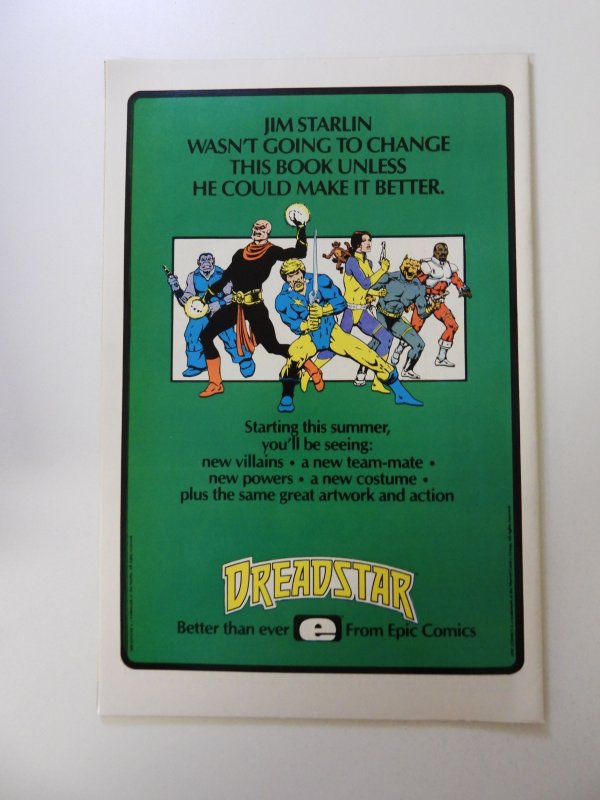 JIM STARLIN
WASN'T GOING TO CHANGE
THIS BOOK UNLESS
HE COULD MAKE IT BETTER.
Starting this summer,
you'll be seeing:
new villains • a new team-mate •
new powers • a new costume •
plus the same great artwork and action
DREADSTAR
Better than ever e From Epic Comics